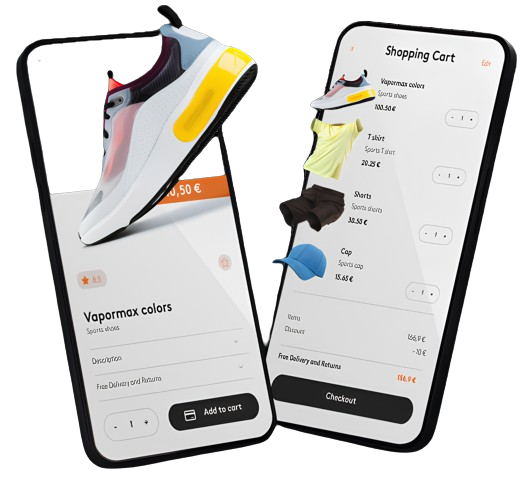 0,50 €
Vapormax colors
Sports shoes
Description
Free Delivery and Returns
- 1 +
Add to cart
Shopping Cart
Edit
Vapormax colors
Sports shoes
100.50 €
- 1 +
T shirt
Sports T shirt
20.25 €
- 1 +
Shorts
Sports shorts
30.50 €
- 1 +
Cap
Sports cap
15.65 €
- 1 +
Items
166,9 €
Discount
-10 €
Free Delivery and Returns
156.9 €
Checkout